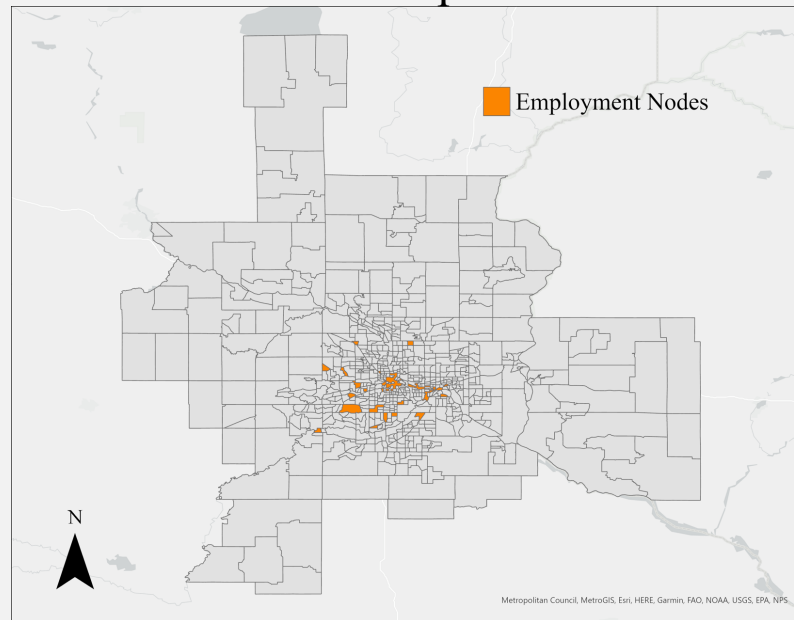 Employment Nodes
N
Metropolitan Council, MetroGIS, Esri, HERE, Garmin, FAO, NOAA, USGS, EPA, NPS